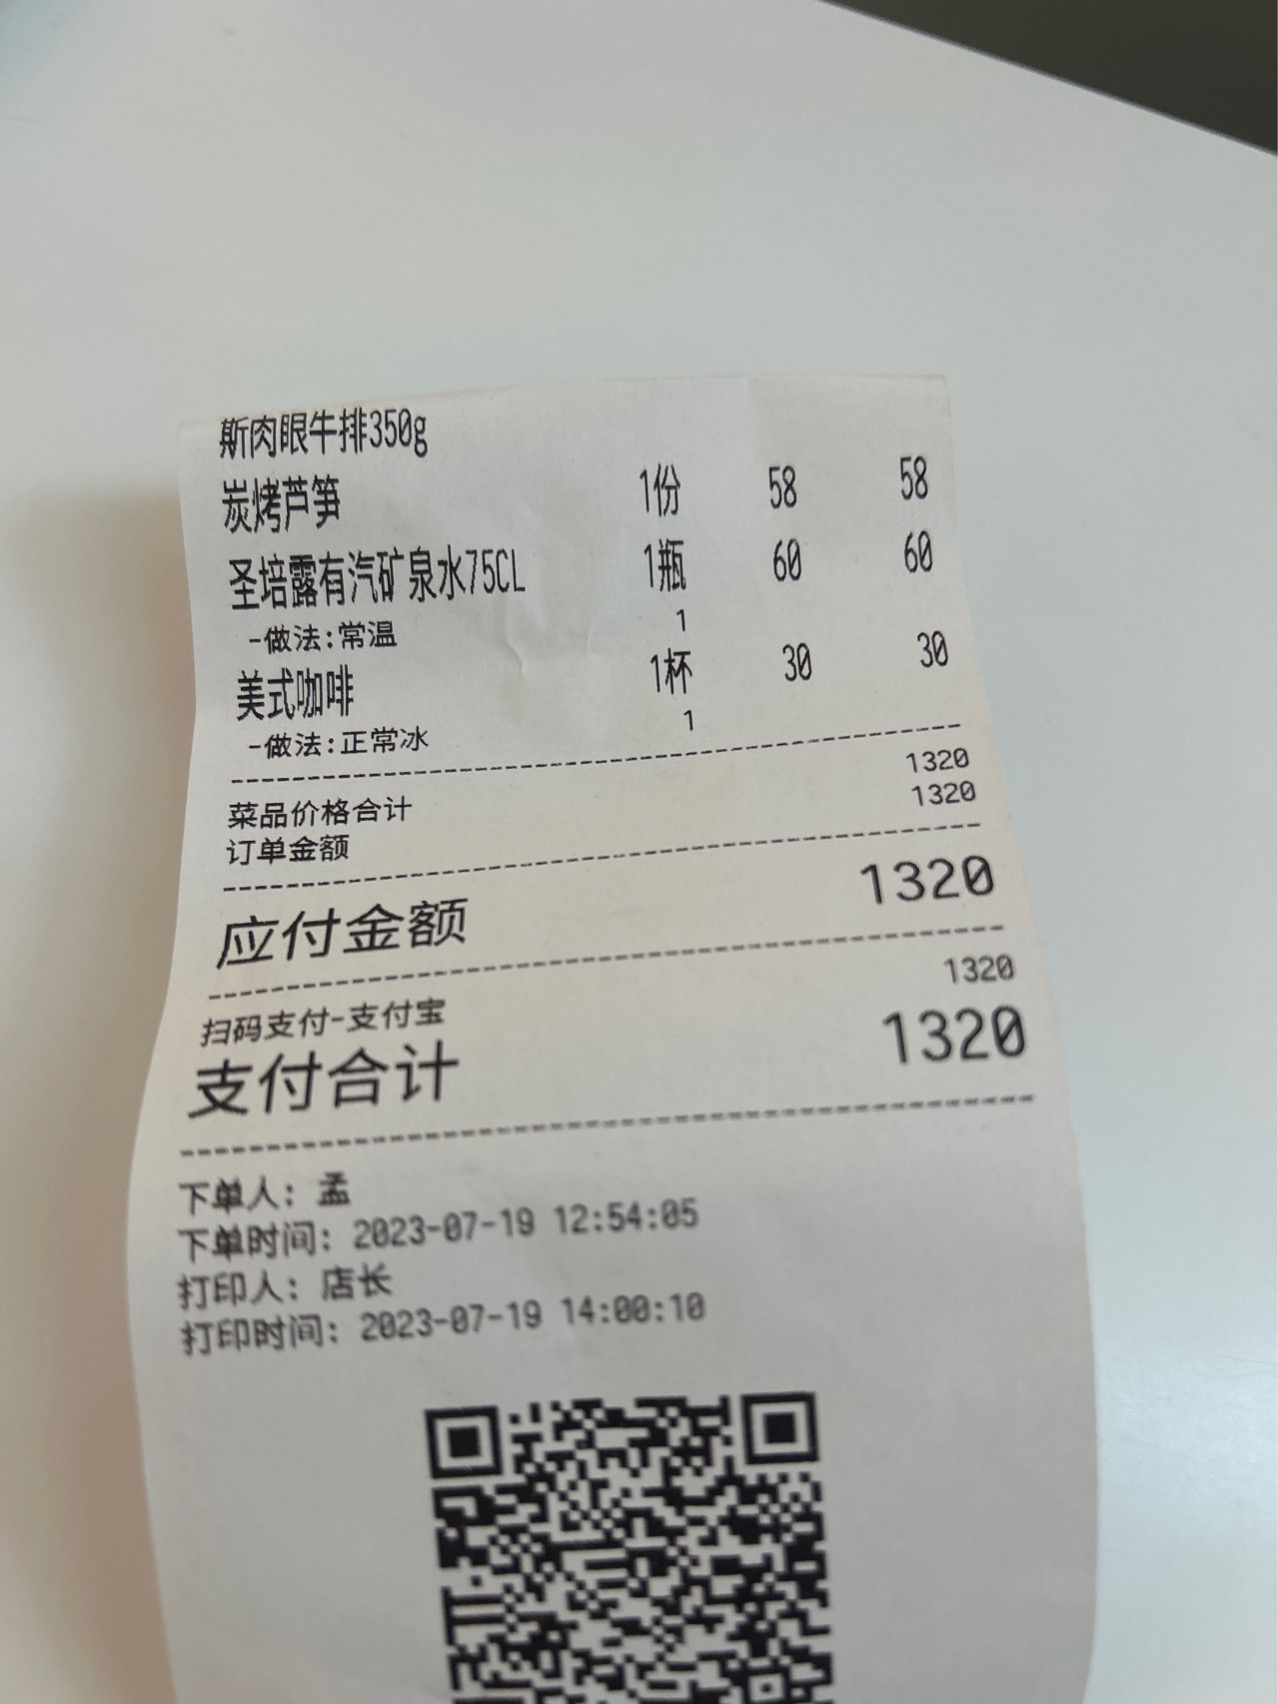 斯肉眼牛排350g
炭烤芦笋 1份 58 58
圣培露有汽矿泉水75CL 1瓶 60 60
-做法:常温 1
美式咖啡 1杯 30 30
-做法:正常冰 1
菜品价格合计 1320
订单金额 1320
应付金额 1320
扫码支付-支付宝 1320
支付合计 1320
下单人: 孟
下单时间: 2023-07-19 12:54:05
打印人: 店长
打印时间: 2023-07-19 14:00:10